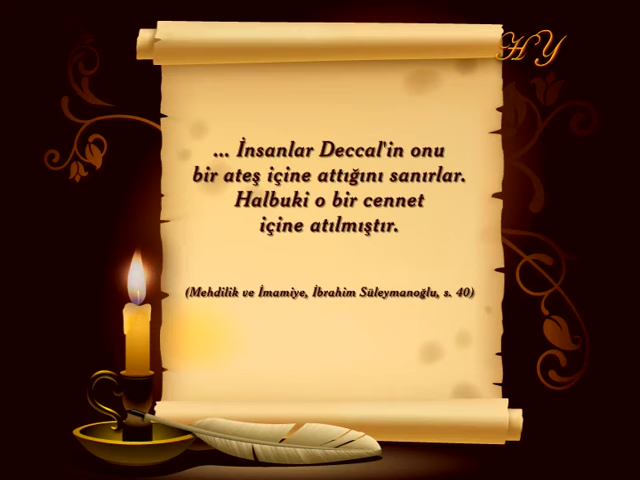 HY
... İnsanlar Deccal'in onu
bir ateş içine attığını sanırlar.
Halbuki o bir cennet
içine atılmıştır.
(Mehdilik ve İmamiye, İbrahim Süleymanoğlu, s. 40)